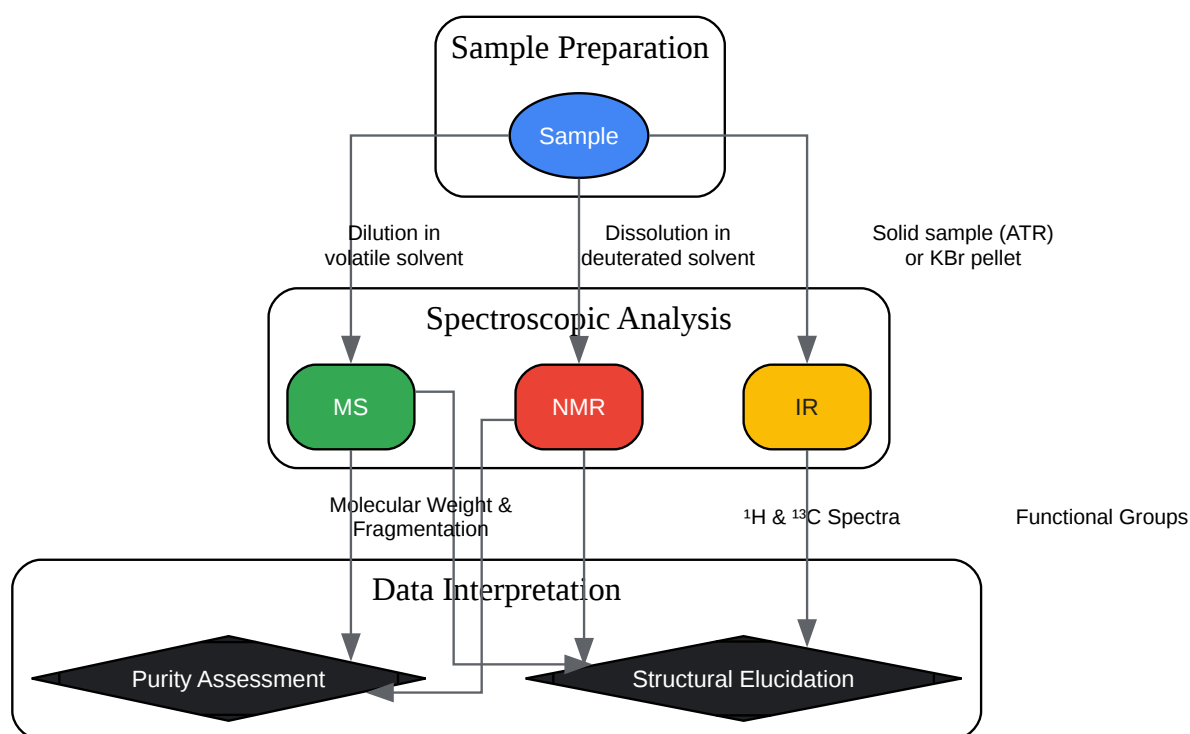 Sample Preparation
Sample
Dilution in
volatile solvent
Dissolution in
deuterated solvent
Solid sample (ATR)
or KBr pellet
Spectroscopic Analysis
MS
NMR
IR
Molecular Weight &
Fragmentation
¹H & ¹³C Spectra
Functional Groups
Data Interpretation
Purity Assessment
Structural Elucidation